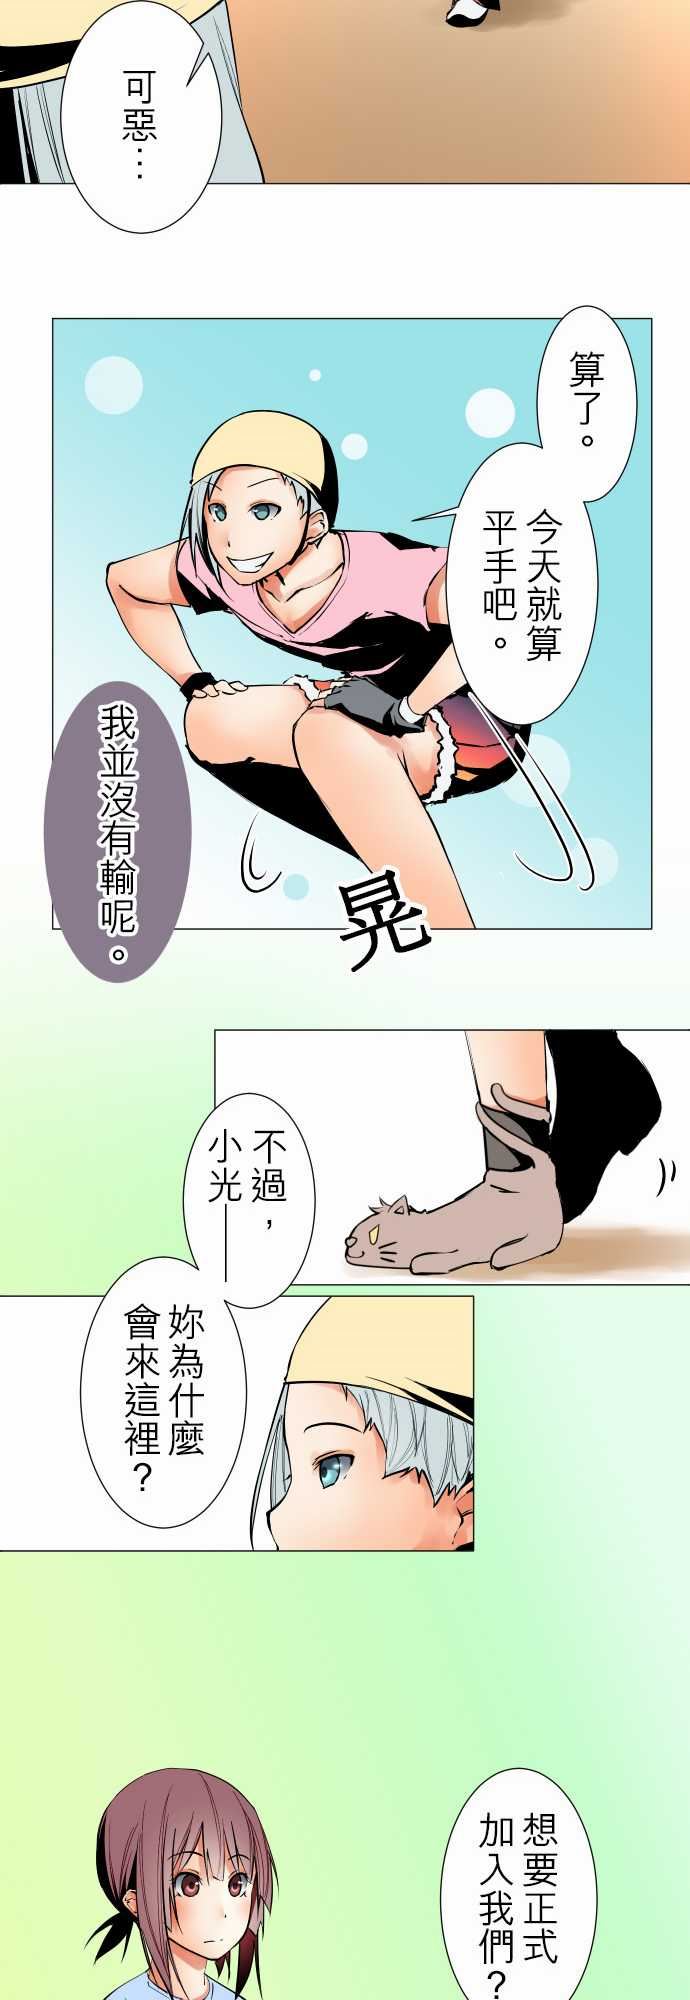 可惡…
算了。
今天就算
平手吧。
我並沒有輸呢。
晃
不過，
小光—
妳為什麼
會來這裡？
想要正式
加入我們？